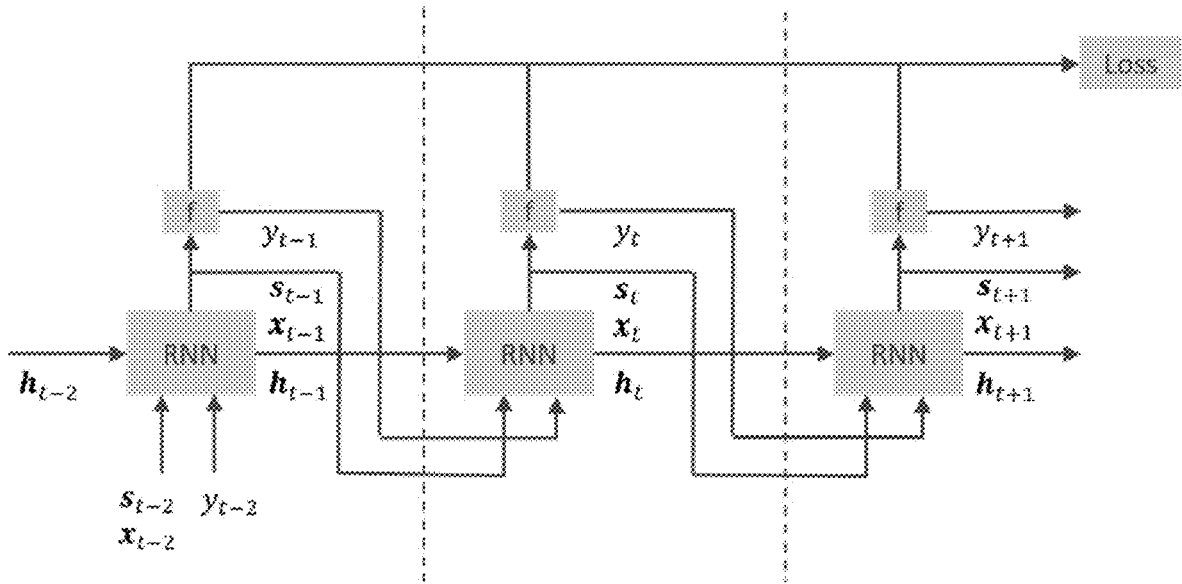 Loss
f f f
y_{t-1} y_t y_{t+1}
s_{t-1} s_t s_{t+1}
x_{t-1} x_t x_{t+1}
RNN RNN RNN
h_{t-2} h_{t-1} h_t h_{t+1}
s_{t-2} y_{t-2}
x_{t-2}